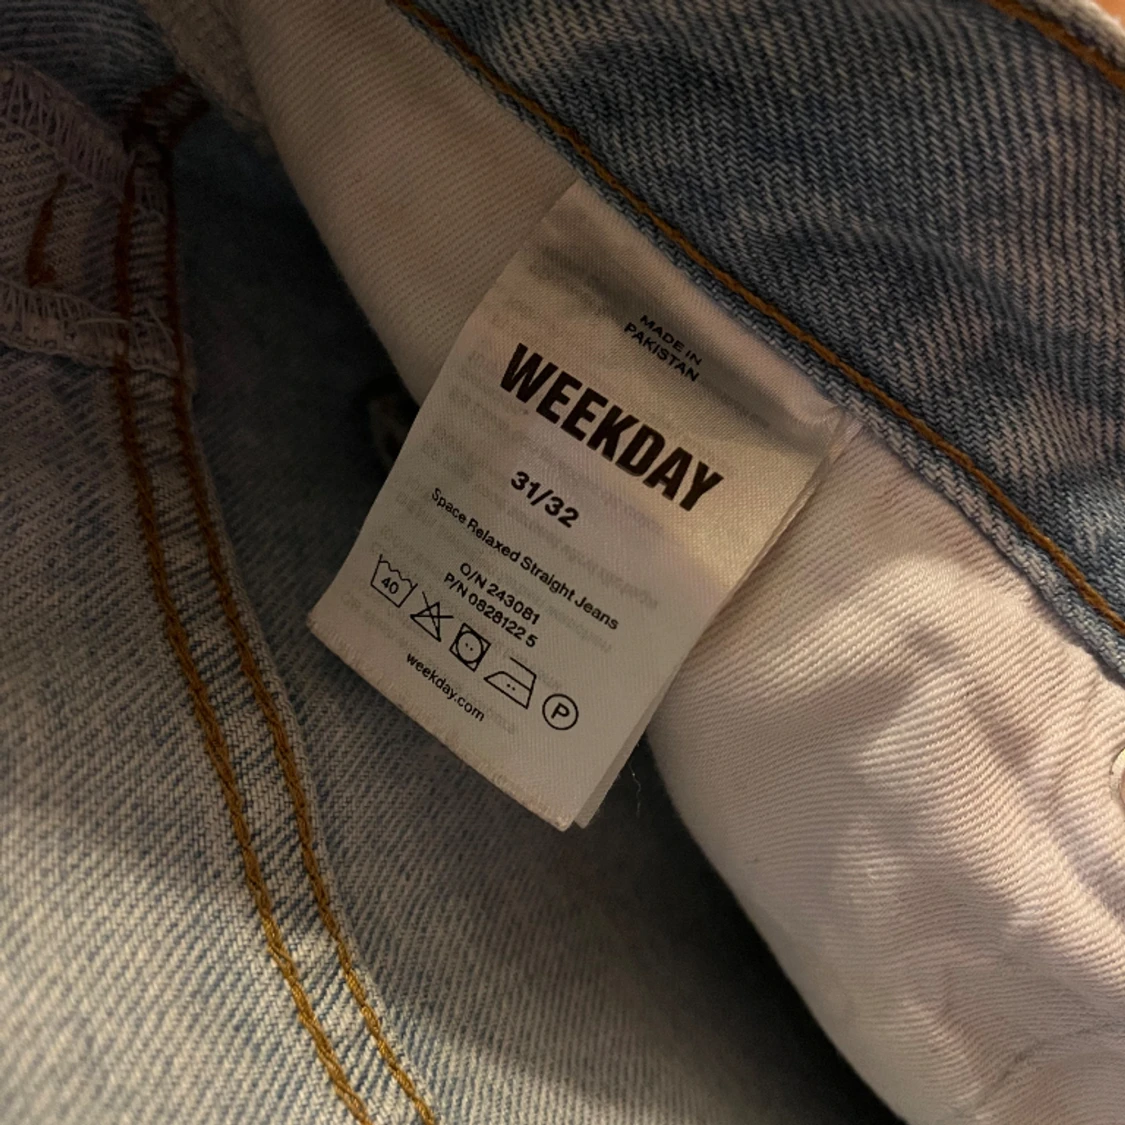 MADE IN
PAKISTAN
WEEKDAY
31/32
Space Relaxed Straight Jeans
O/N 243081
P/N 0828122 5
40
P
weekday.com